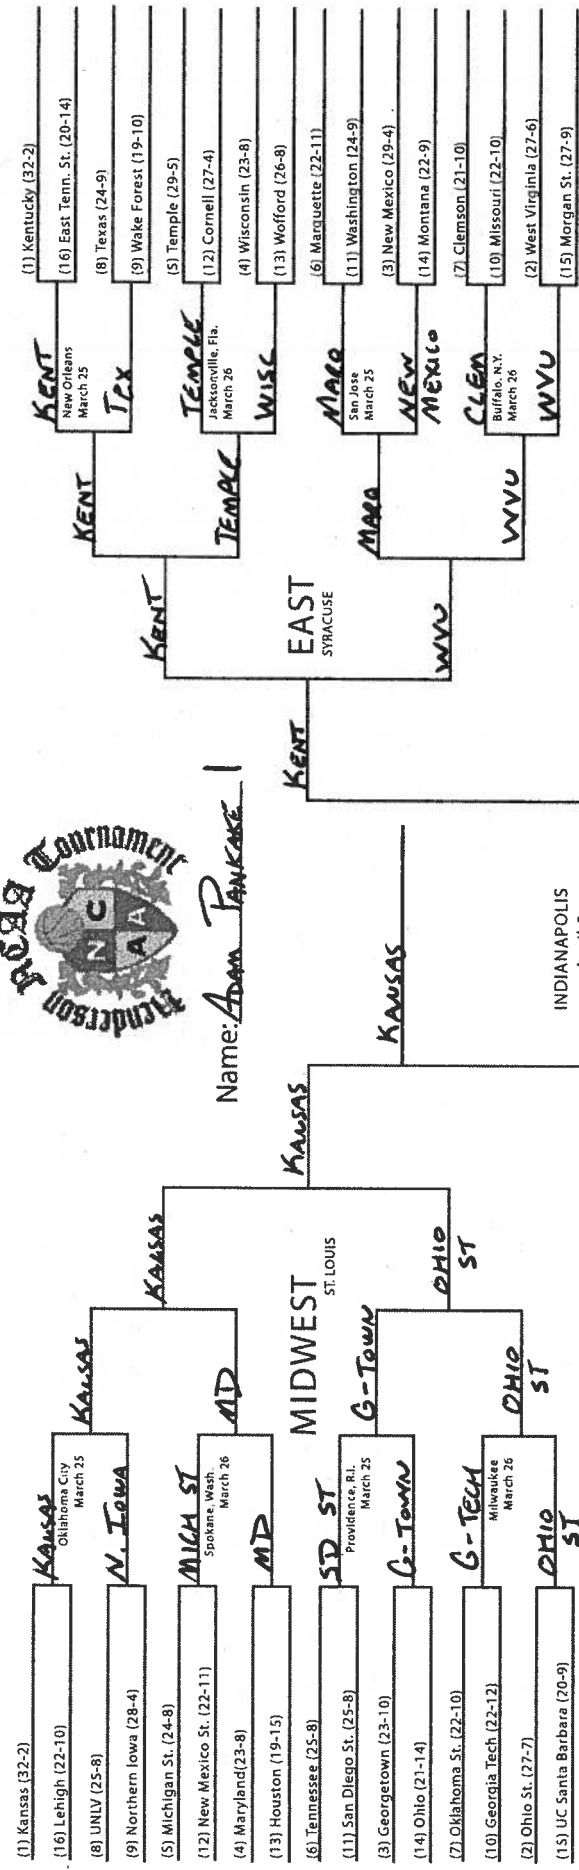 Henderson NCAA Tournament
N C
A A
Name: ADAM PANKAKE 1
(1) Kansas (32-2)
(16) Lehigh (22-10)
(8) UNLV (25-8)
(9) Northern Iowa (28-4)
(5) Michigan St. (24-8)
(12) New Mexico St. (22-11)
(4) Maryland(23-8)
(13) Houston (19-15)
(6) Tennessee (25-8)
(11) San Diego St. (25-8)
(3) Georgetown (23-10)
(14) Ohio (21-14)
(7) Oklahoma St. (22-10)
(10) Georgia Tech (22-12)
(2) Ohio St. (27-7)
(15) UC Santa Barbara (20-9)
KANSAS
Oklahoma City
March 25
N. IOWA
MICH ST
Spokane, Wash.
March 26
MD
SD ST
Providence, R.I.
March 25
G-TOWN
G-TECH
Milwaukee
March 26
OHIO
ST
KANSAS
MD
G-TOWN
OHIO
ST
KANSAS
OHIO
ST
MIDWEST
ST. LOUIS
KANSAS
KANSAS
INDIANAPOLIS
KENT
EAST
SYRACUSE
KENT
WVU
KENT
TEMPLE
MARQ
WVU
KENT
New Orleans
March 25
TEX
TEMPLE
Jacksonville, Fla.
March 26
WISC
MARQ
San Jose
March 25
NEW
MEXICO
CLEM
Buffalo, N.Y.
March 26
WVU
(1) Kentucky (32-2)
(16) East Tenn. St. (20-14)
(8) Texas (24-9)
(9) Wake Forest (19-10)
(5) Temple (29-5)
(12) Cornell (27-4)
(4) Wisconsin (23-8)
(13) Wofford (26-8)
(6) Marquette (22-11)
(11) Washington (24-9)
(3) New Mexico (29-4)
(14) Montana (22-9)
(7) Clemson (21-10)
(10) Missouri (22-10)
(2) West Virginia (27-6)
(15) Morgan St. (27-9)